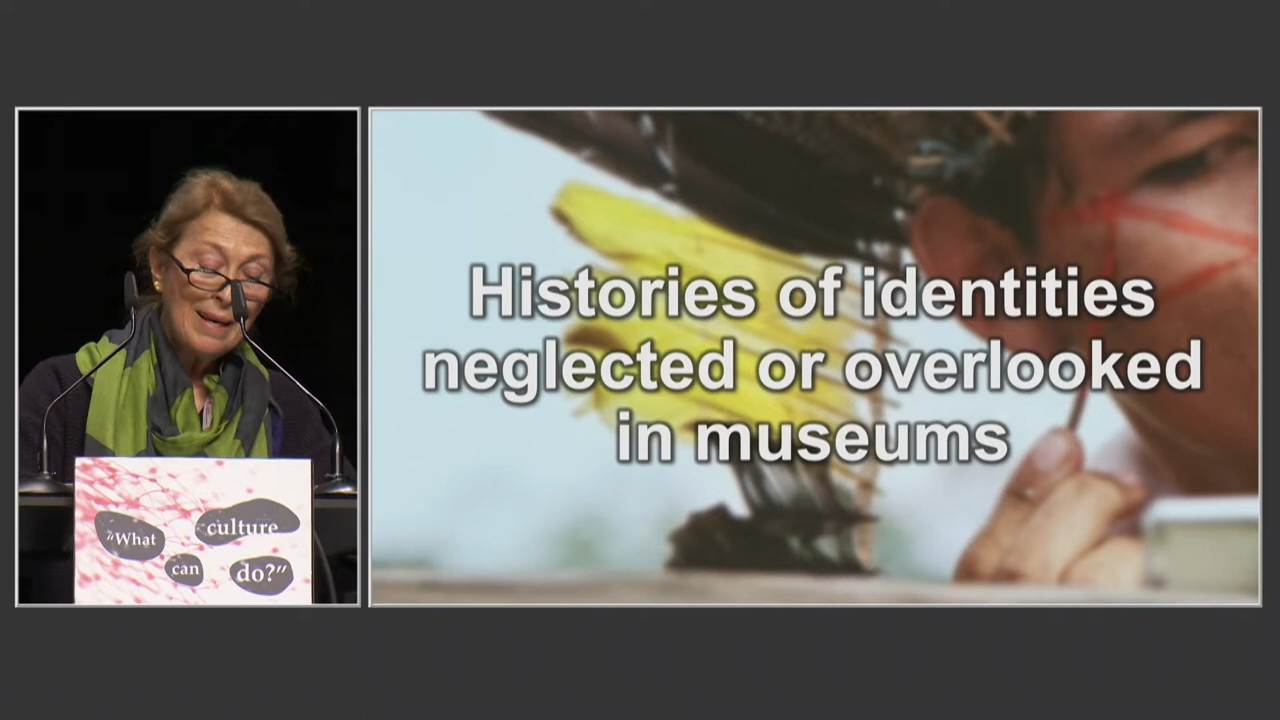 Histories of identities
neglected or overlooked
in museums
"What culture
can do?"